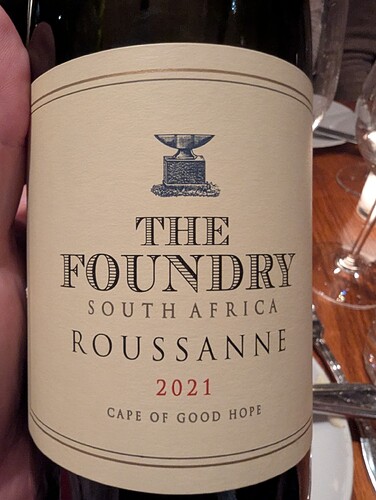 THE
FOUNDRY
SOUTH AFRICA
ROUSSANNE
2021
CAPE OF GOOD HOPE